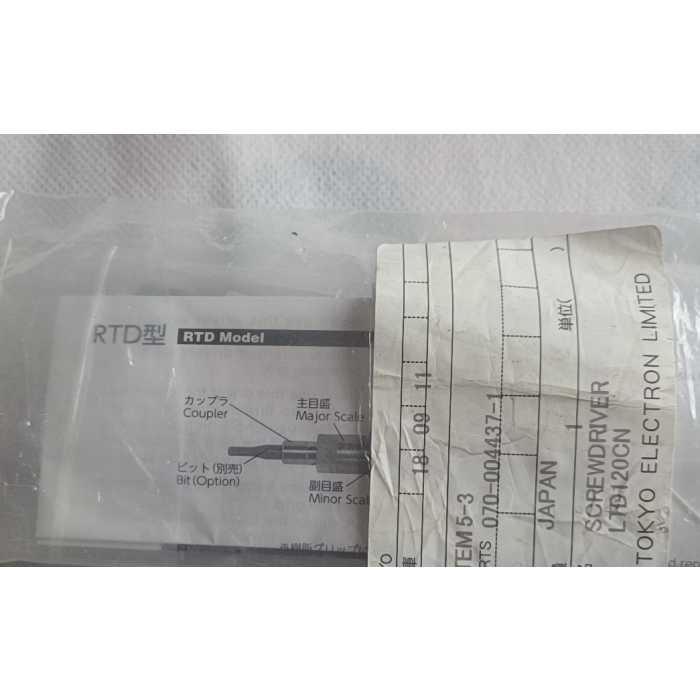 RTD型 RTD Model
カップラ
Coupler
主目盛
Major Scale
ビット(別売)
Bit(Option)
副目盛
Minor Scal
18 09 11
TEM 5-3
RTS 070-004437-1
JAPAN
1 単位( )
SCREWDRIVER
LTD120CN
TOKYO ELECTRON LIMITED